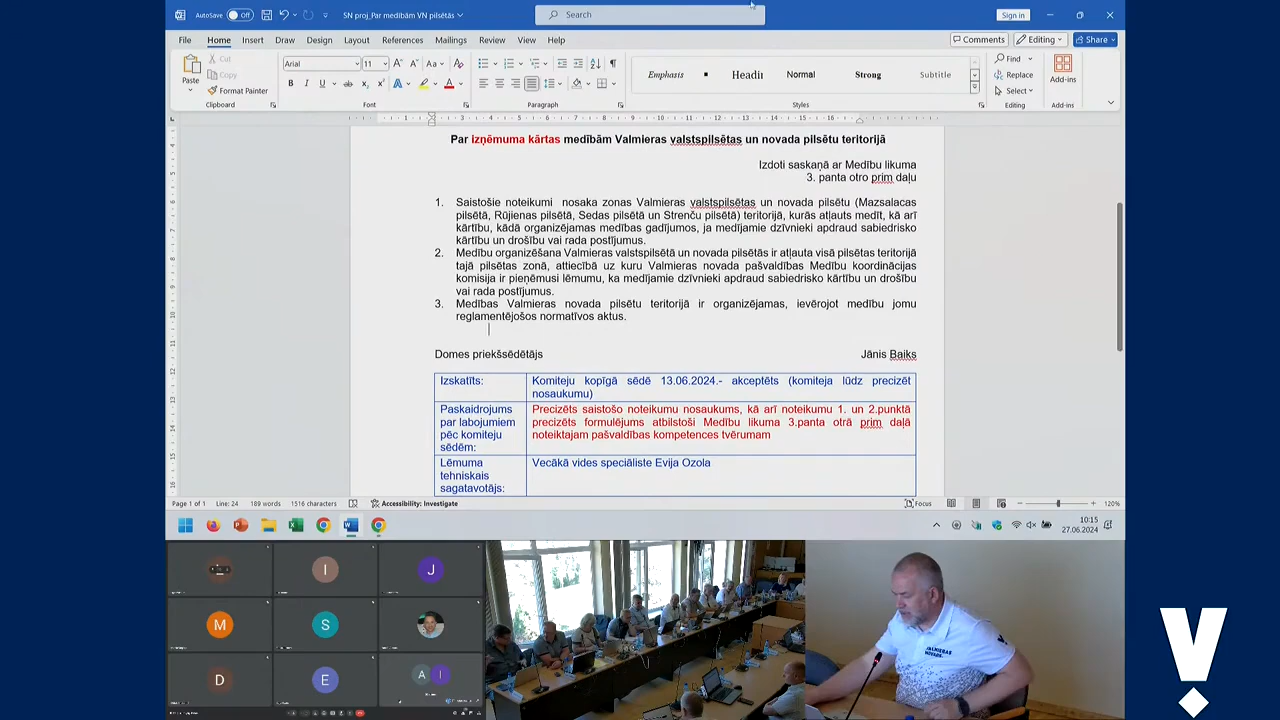 AutoSave Off SN proj_Par medībām VN pilsētās Search Sign in
File Home Insert Draw Design Layout References Mailings Review View Help Comments Editing Share
Paste Cut Copy Format Painter Clipboard
Arial 11 Font
Paragraph
Emphasis Headin Normal Strong Subtitle Styles
Find Replace Select Editing
Add-ins Add-ins
Par izņēmuma kārtas medībām Valmieras valstspilsētas un novada pilsētu teritorijā
Izdoti saskaņā ar Medību likuma
3. panta otro prim daļu
1. Saistošie noteikumi nosaka zonas Valmieras valstspilsētas un novada pilsētu (Mazsalacas
pilsētā, Rūjienas pilsētā, Sedas pilsētā un Strenču pilsētā) teritorijā, kurās atļauts medīt, kā arī
kārtību, kādā organizējamas medības gadījumos, ja medījamie dzīvnieki apdraud sabiedrisko
kārtību un drošību vai rada postījumus.
2. Medību organizēšana Valmieras valstspilsētā un novada pilsētās ir atļauta visā pilsētas teritorijā
tajā pilsētas zonā, attiecībā uz kuru Valmieras novada pašvaldības Medību koordinācijas
komisija ir pieņēmusi lēmumu, ka medījamie dzīvnieki apdraud sabiedrisko kārtību un drošību
vai rada postījumus.
3. Medības Valmieras novada pilsētu teritorijā ir organizējamas, ievērojot medību jomu
reglamentējošos normatīvos aktus.
Domes priekšsēdētājs Jānis Baiks
Izskatīts: Komiteju kopīgā sēdē 13.06.2024.- akceptēts (komiteja lūdz precizēt
nosaukumu)
Paskaidrojums Precizēts saistošo noteikumu nosaukums, kā arī noteikumu 1. un 2.punktā
par labojumiem precizēts formulējums atbilstoši Medību likuma 3.panta otrā prim daļā
pēc komiteju noteiktajam pašvaldības kompetences tvērumam
sēdēm:
Lēmuma Vecākā vides speciāliste Evija Ozola
tehniskais
sagatavotājs:
Page 1 of 1 Line: 24 189 words 1516 characters Accessibility: Investigate Focus 120%
10:15
27.06.2024
I J
M S
D E A I
VALMIERAS
NOVADS